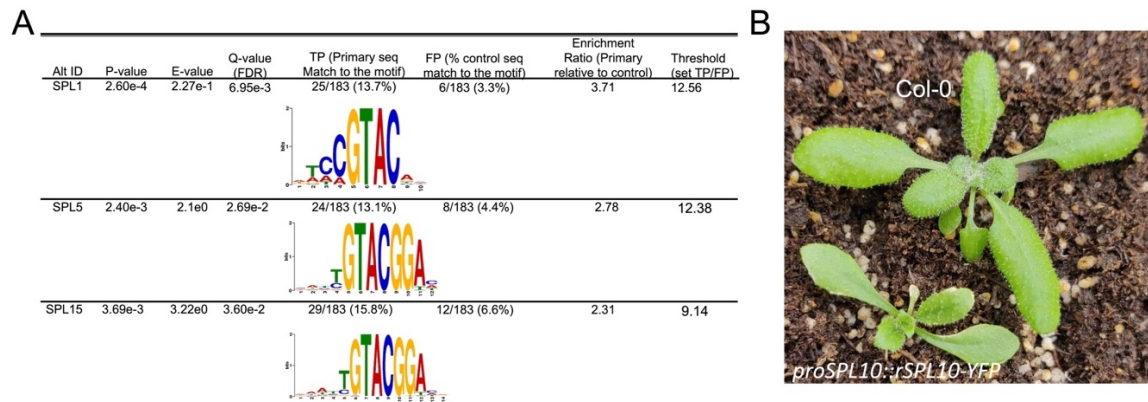 A
B
Alt ID P-value E-value Q-value (FDR) TP (Primary seq Match to the motif) FP (% control seq match to the motif) Enrichment Ratio (Primary relative to control) Threshold (set TP/FP)
SPL1 2.60e-4 2.27e-1 6.95e-3 25/183 (13.7%) 6/183 (3.3%) 3.71 12.56
SPL5 2.40e-3 2.1e0 2.69e-2 24/183 (13.1%) 8/183 (4.4%) 2.78 12.38
SPL15 3.69e-3 3.22e0 3.60e-2 29/183 (15.8%) 12/183 (6.6%) 2.31 9.14
Col-0
proSPL10::rSPL10-YFP